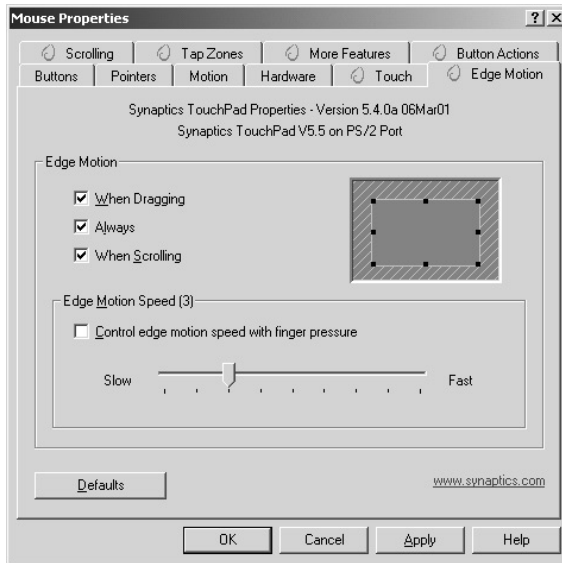 Mouse Properties
Scrolling Tap Zones More Features Button Actions
Buttons Pointers Motion Hardware Touch Edge Motion
Synaptics TouchPad Properties - Version 5.4.0a 06Mar01
Synaptics TouchPad V5.5 on PS/2 Port
Edge Motion
When Dragging
Always
When Scrolling
Edge Motion Speed (3)
Control edge motion speed with finger pressure
Slow Fast
Defaults
www.synaptics.com
OK Cancel Apply Help